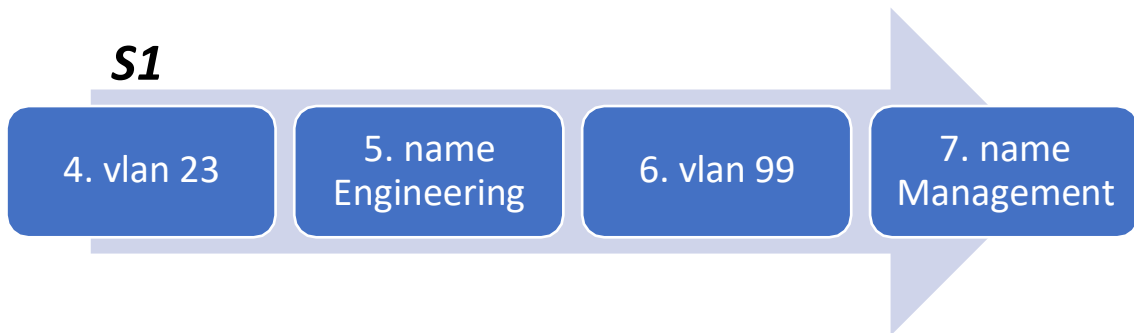 S1
4. vlan 23
5. name
Engineering
6. vlan 99
7. name
Management